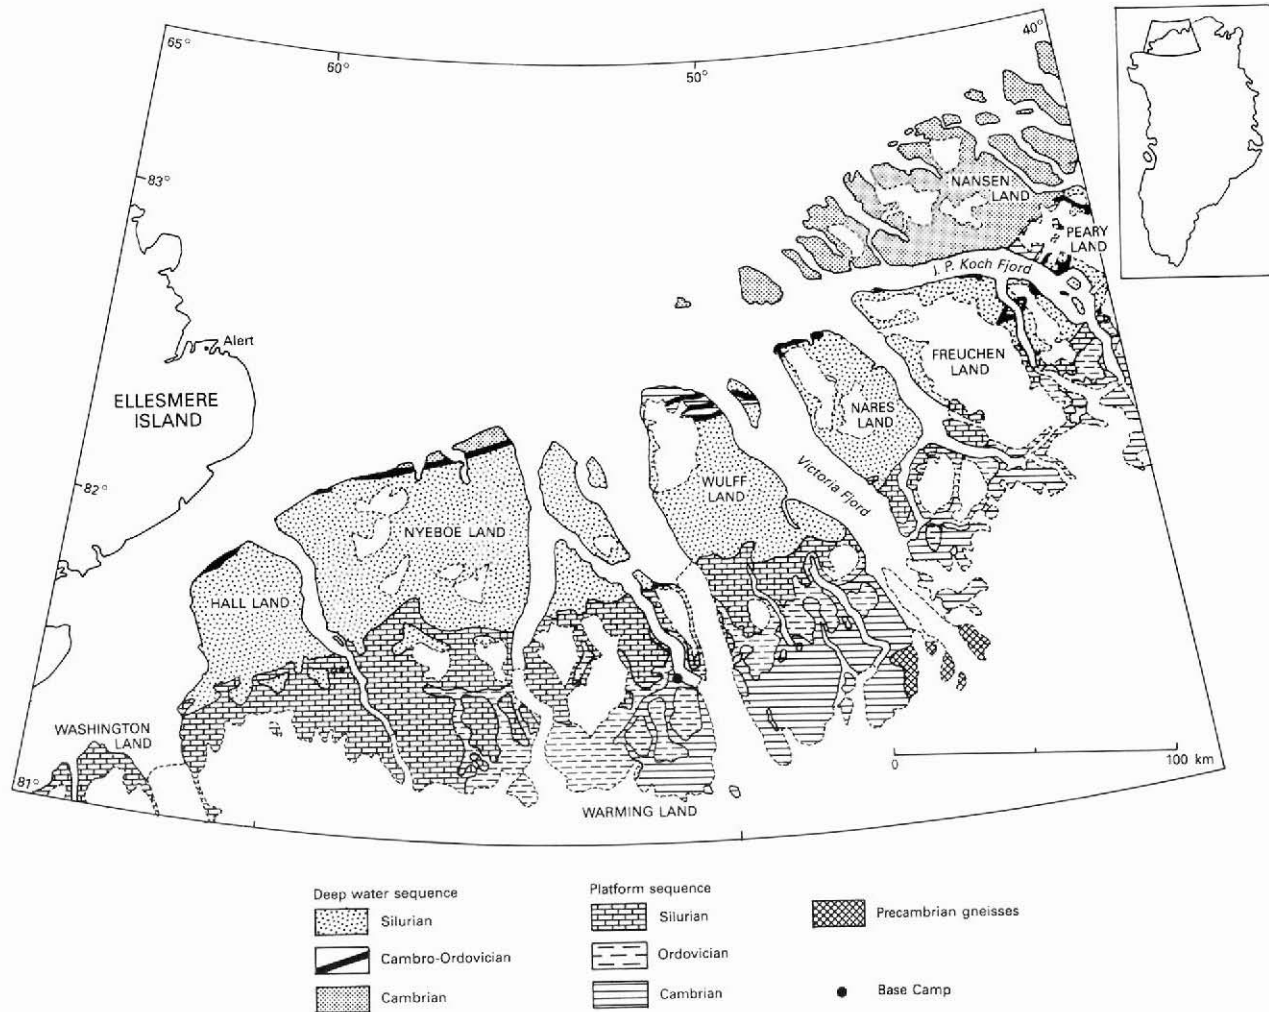 65°
60°
50°
40°
83°
NANSEN
LAND
PEARY
LAND
J. P. Koch Fjord
Alert
FREUCHEN
LAND
ELLESMERE
ISLAND
NARES
LAND
82°
WULFF
LAND
Victoria Fjord
NYEBOE LAND
HALL LAND
WASHINGTON
LAND
81°
0
100 km
WARMING LAND
Deep water sequence
Silurian
Cambro-Ordovician
Cambrian
Platform sequence
Silurian
Ordovician
Cambrian
Precambrian gneisses
Base Camp